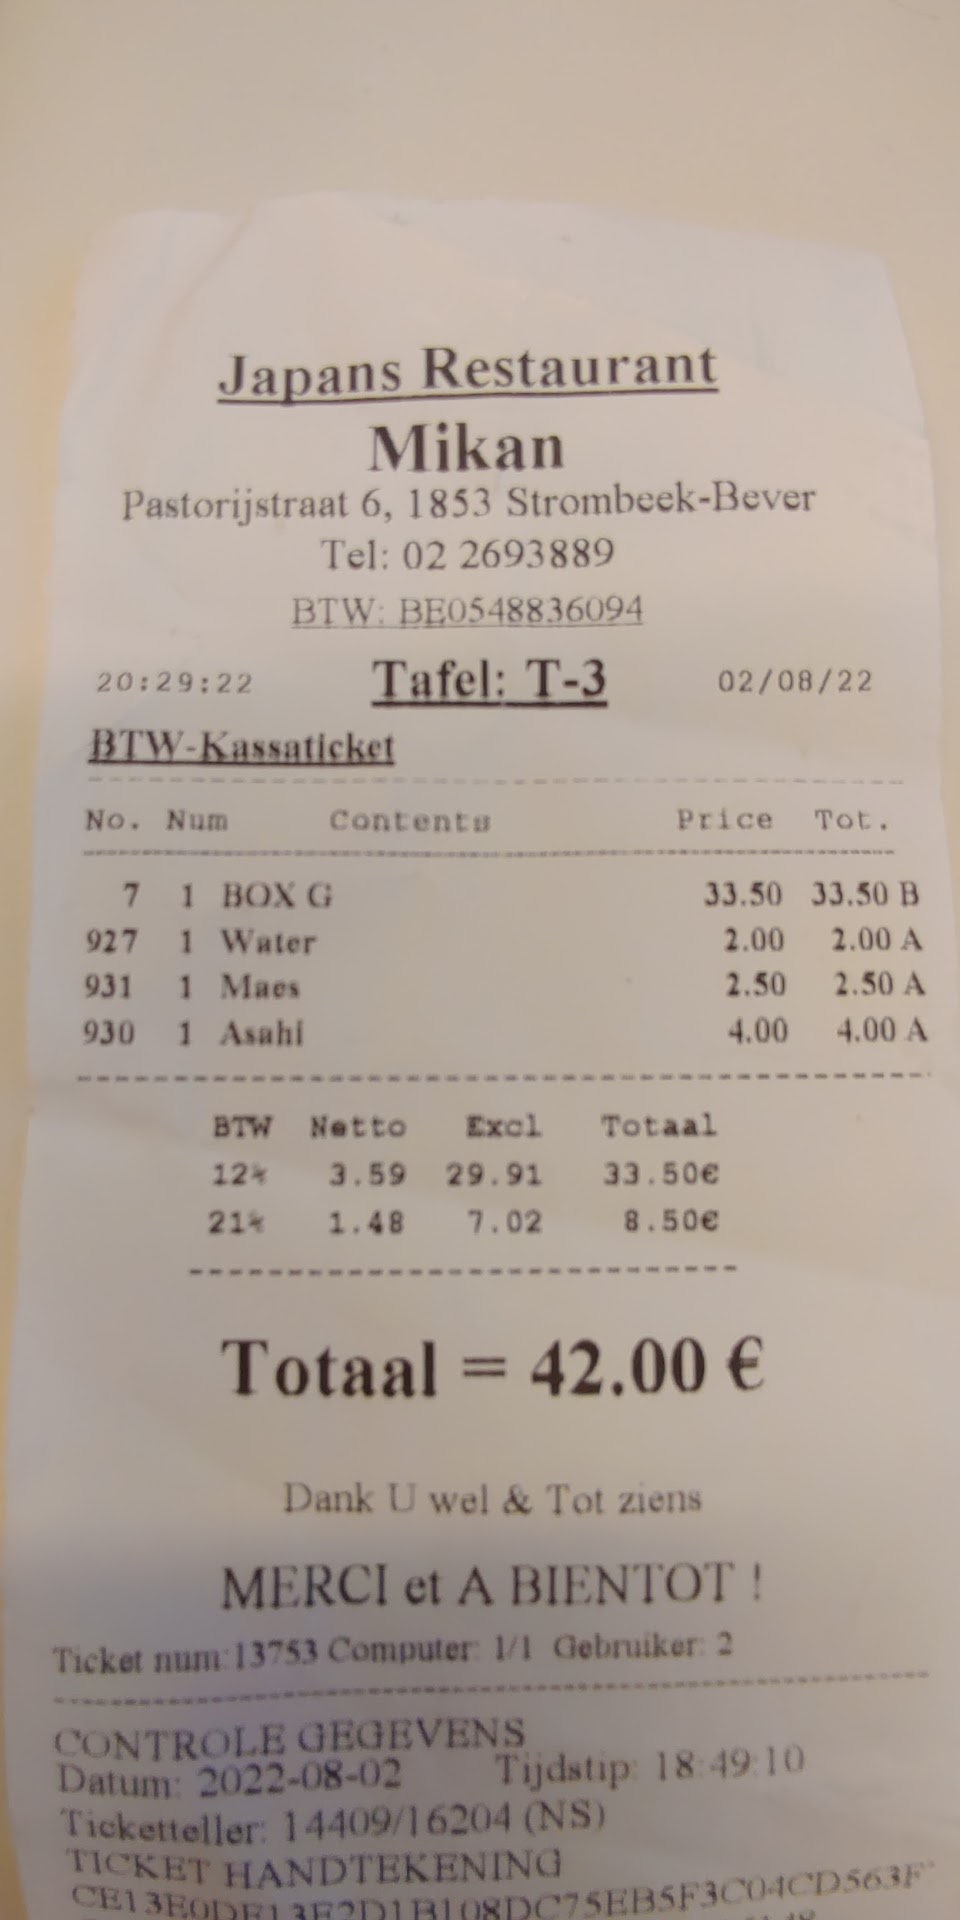 Japans Restaurant
Mikan
Pastorijstraat 6, 1853 Strombeek-Bever
Tel: 02 2693889
BTW: BE0548836094
20:29:22 Tafel: T-3 02/08/22
BTW-Kassaticket
No. Num Contents Price Tot.
7 1 BOX G 33.50 33.50 B
927 1 Water 2.00 2.00 A
931 1 Maes 2.50 2.50 A
930 1 Asahi 4.00 4.00 A
BTW Netto Excl Totaal
12% 3.59 29.91 33.50€
21% 1.48 7.02 8.50€
Totaal = 42.00 €
Dank U wel & Tot ziens
MERCI et A BIENTOT !
Ticket num:13753 Computer: 1/1 Gebruiker: 2
CONTROLE GEGEVENS
Datum: 2022-08-02 Tijdstip: 18:49:10
Ticketteller: 14409/16204 (NS)
TICKET HANDTEKENING